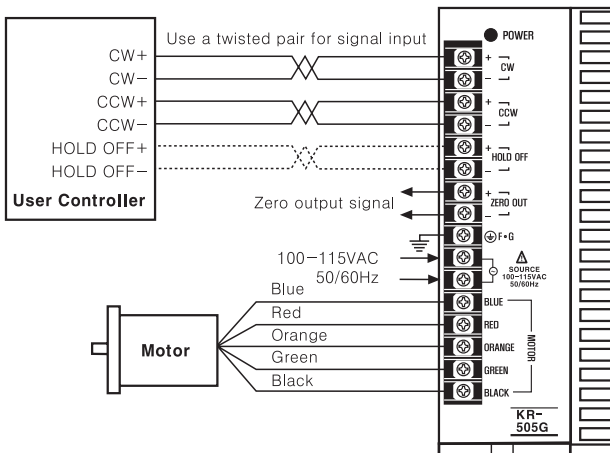 Use a twisted pair for signal input
CW+
CW−
CCW+
CCW−
HOLD OFF+
HOLD OFF−
User Controller
Zero output signal
100−115VAC
50/60Hz
Blue
Red
Orange
Green
Black
Motor
POWER
+
CW
−
+
CCW
−
+
HOLD OFF
−
+
ZERO OUT
−
F•G
SOURCE
100−115VAC
50/60Hz
BLUE
RED
ORANGE
GREEN
BLACK
MOTOR
KR-
505G